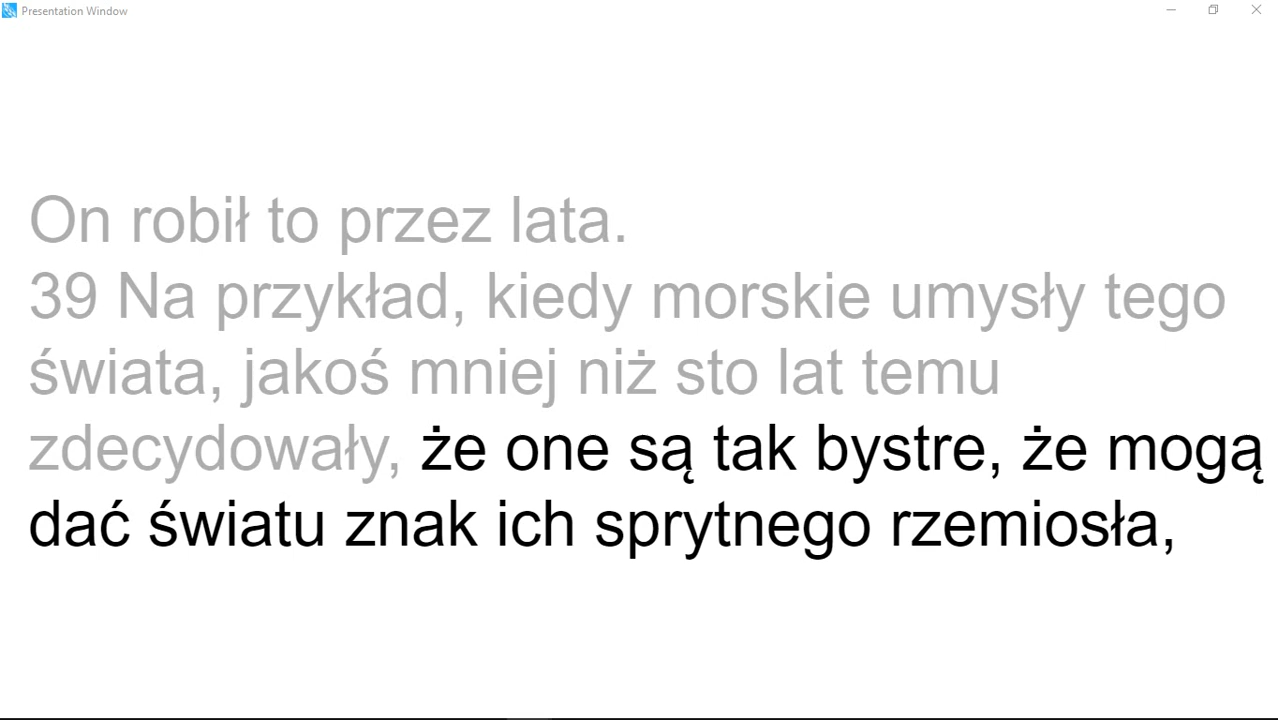 Presentation Window
On robił to przez lata.
39 Na przykład, kiedy morskie umysły tego
świata, jakoś mniej niż sto lat temu
zdecydowały, że one są tak bystre, że mogą
dać światu znak ich sprytnego rzemiosła,